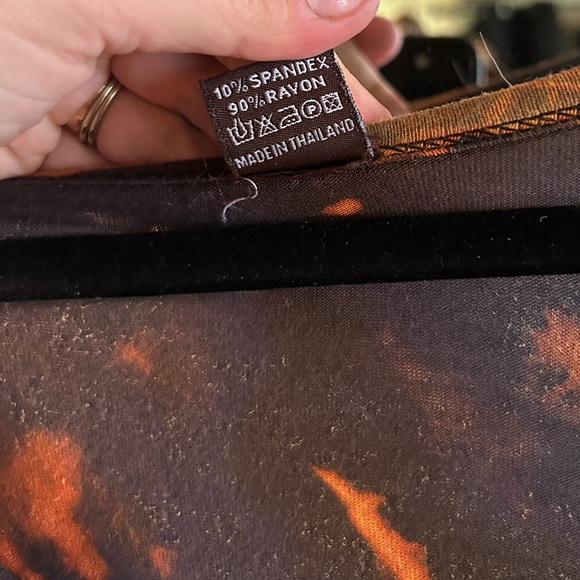 10% SPANDEX
90% RAYON
P
MADE IN THAILAND